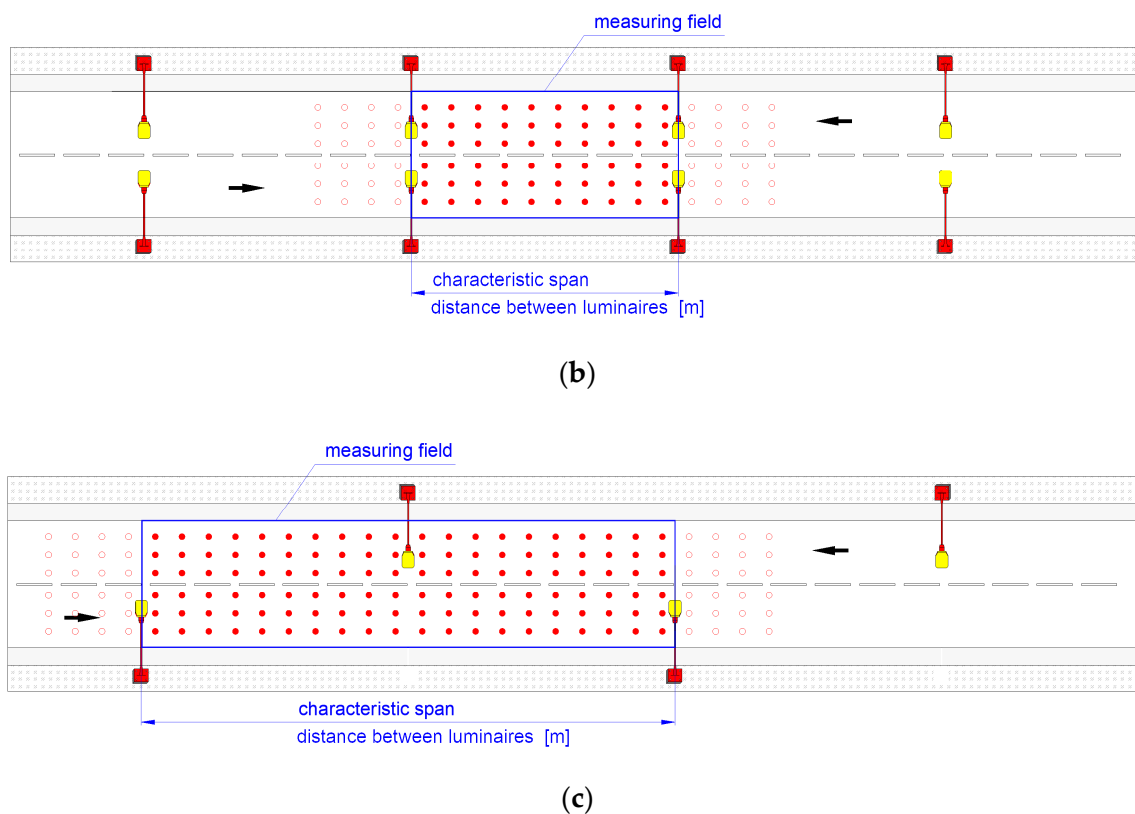 measuring field
characteristic span
distance between luminaires [m]
(b)
measuring field
characteristic span
distance between luminaires [m]
(c)